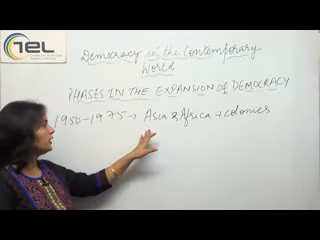 TEL
Democracy in the Contemporary
World
PHASES IN THE EXPANSION OF DEMOCRACY
1950-1975 → Asia & Africa → colonies